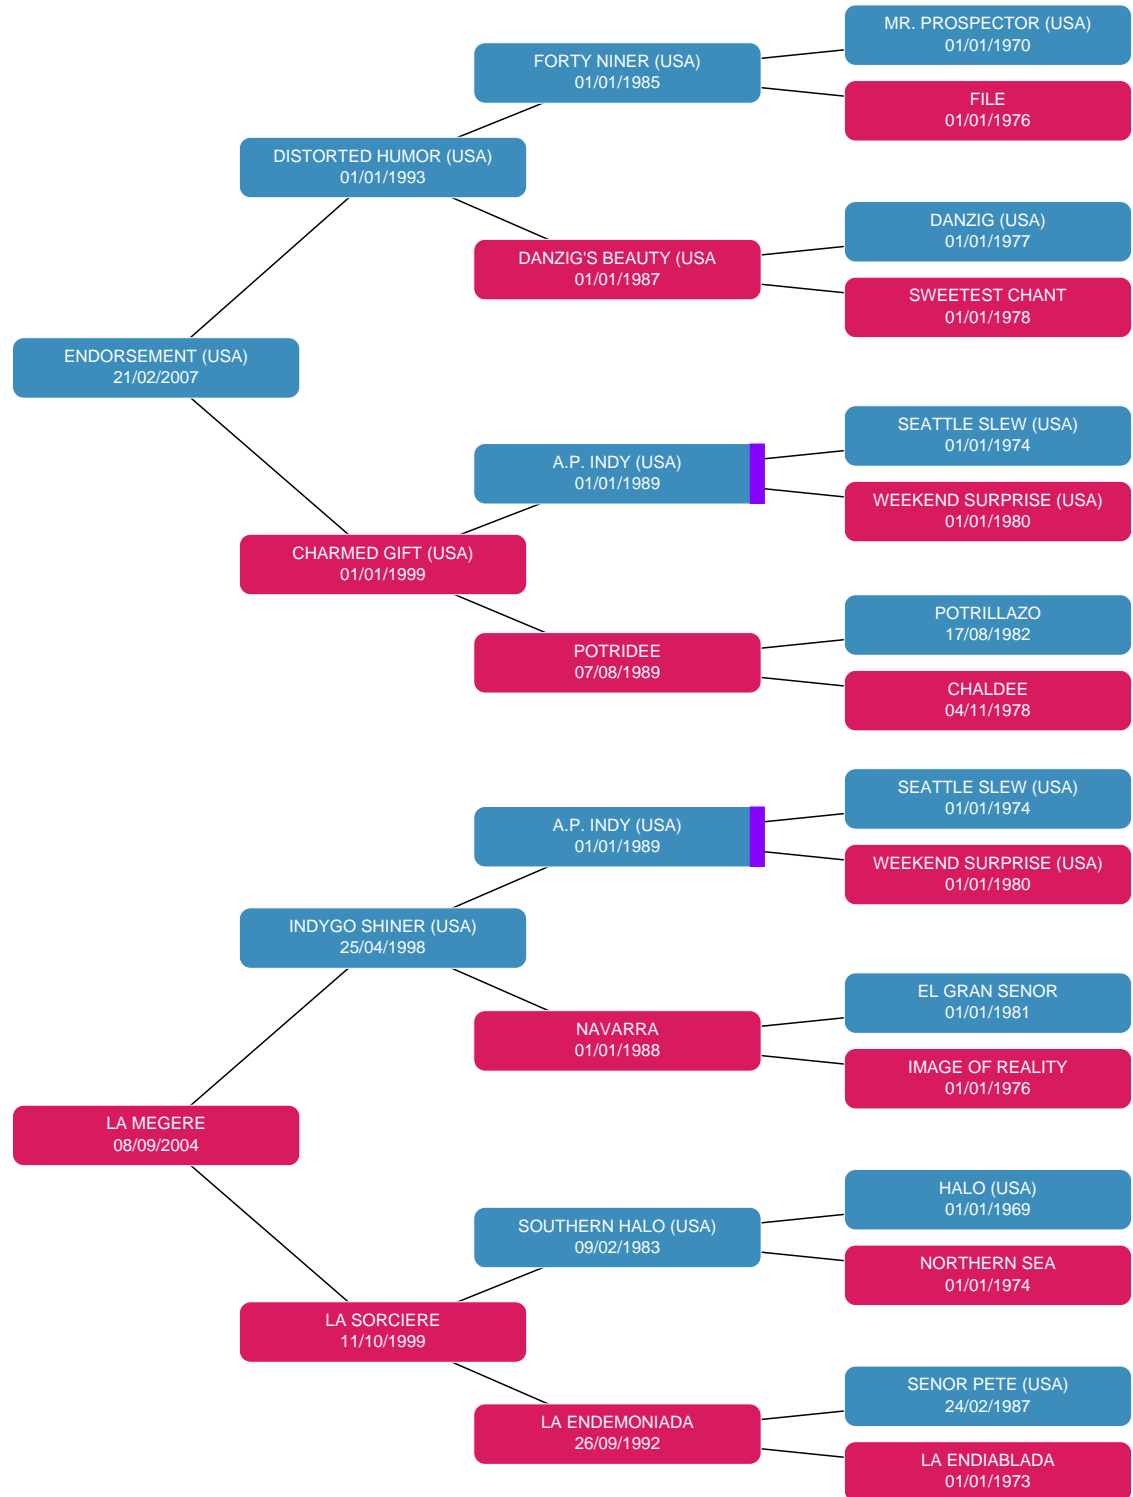 MR. PROSPECTOR (USA)
01/01/1970
FORTY NINER (USA)
01/01/1985
FILE
01/01/1976
DISTORTED HUMOR (USA)
01/01/1993
DANZIG (USA)
01/01/1977
DANZIG'S BEAUTY (USA
01/01/1987
SWEETEST CHANT
01/01/1978
ENDORSEMENT (USA)
21/02/2007
SEATTLE SLEW (USA)
01/01/1974
A.P. INDY (USA)
01/01/1989
WEEKEND SURPRISE (USA)
01/01/1980
CHARMED GIFT (USA)
01/01/1999
POTRILLAZO
17/08/1982
POTRIDEE
07/08/1989
CHALDEE
04/11/1978
SEATTLE SLEW (USA)
01/01/1974
A.P. INDY (USA)
01/01/1989
WEEKEND SURPRISE (USA)
01/01/1980
INDYGO SHINER (USA)
25/04/1998
EL GRAN SENOR
01/01/1981
NAVARRA
01/01/1988
IMAGE OF REALITY
01/01/1976
LA MEGERE
08/09/2004
HALO (USA)
01/01/1969
SOUTHERN HALO (USA)
09/02/1983
NORTHERN SEA
01/01/1974
LA SORCIERE
11/10/1999
SENOR PETE (USA)
24/02/1987
LA ENDEMONIADA
26/09/1992
LA ENDIABLADA
01/01/1973